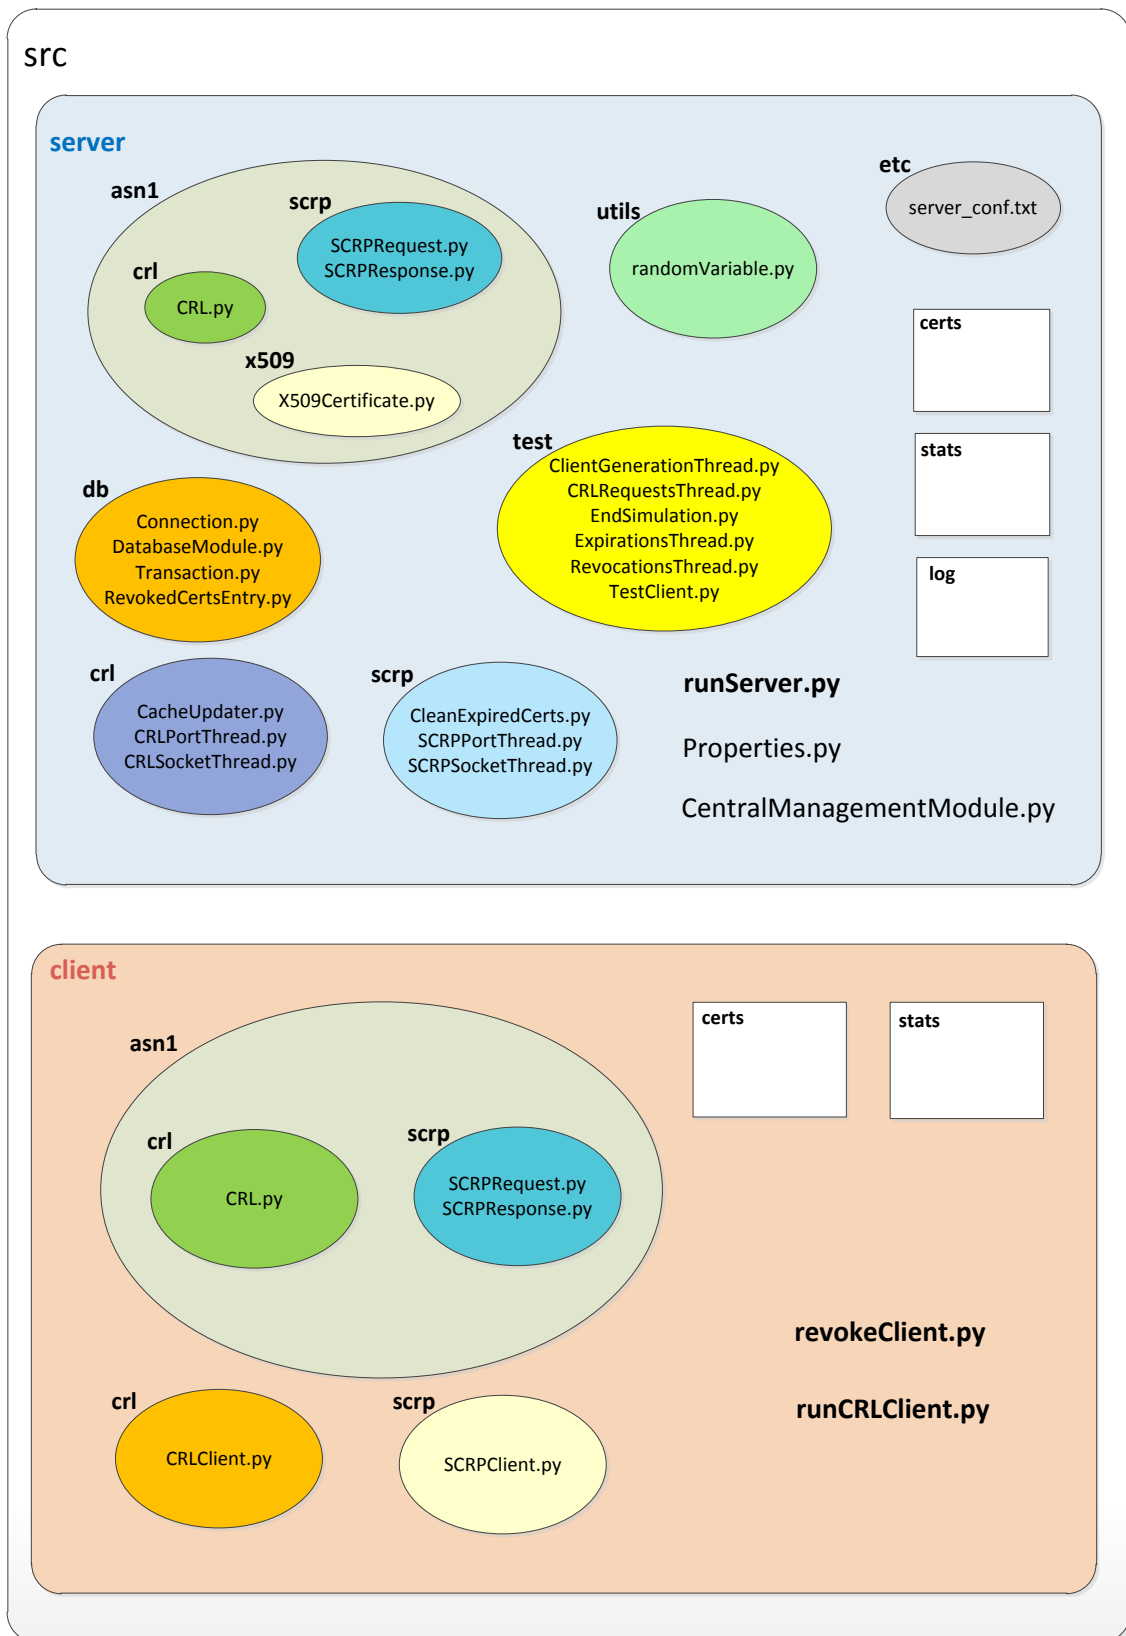 src
server
asn1
scrp
SCRPRequest.py
SCRPResponse.py
crl
CRL.py
x509
X509Certificate.py
utils
randomVariable.py
etc
server_conf.txt
certs
stats
log
db
Connection.py
DatabaseModule.py
Transaction.py
RevokedCertsEntry.py
test
ClientGenerationThread.py
CRLRequestsThread.py
EndSimulation.py
ExpirationsThread.py
RevocationsThread.py
TestClient.py
crl
CacheUpdater.py
CRLPortThread.py
CRLSocketThread.py
scrp
CleanExpiredCerts.py
SCRPPortThread.py
SCRPSocketThread.py
runServer.py
Properties.py
CentralManagementModule.py
client
asn1
crl
CRL.py
scrp
SCRPRequest.py
SCRPResponse.py
certs
stats
revokeClient.py
runCRLClient.py
crl
CRLClient.py
scrp
SCRPClient.py